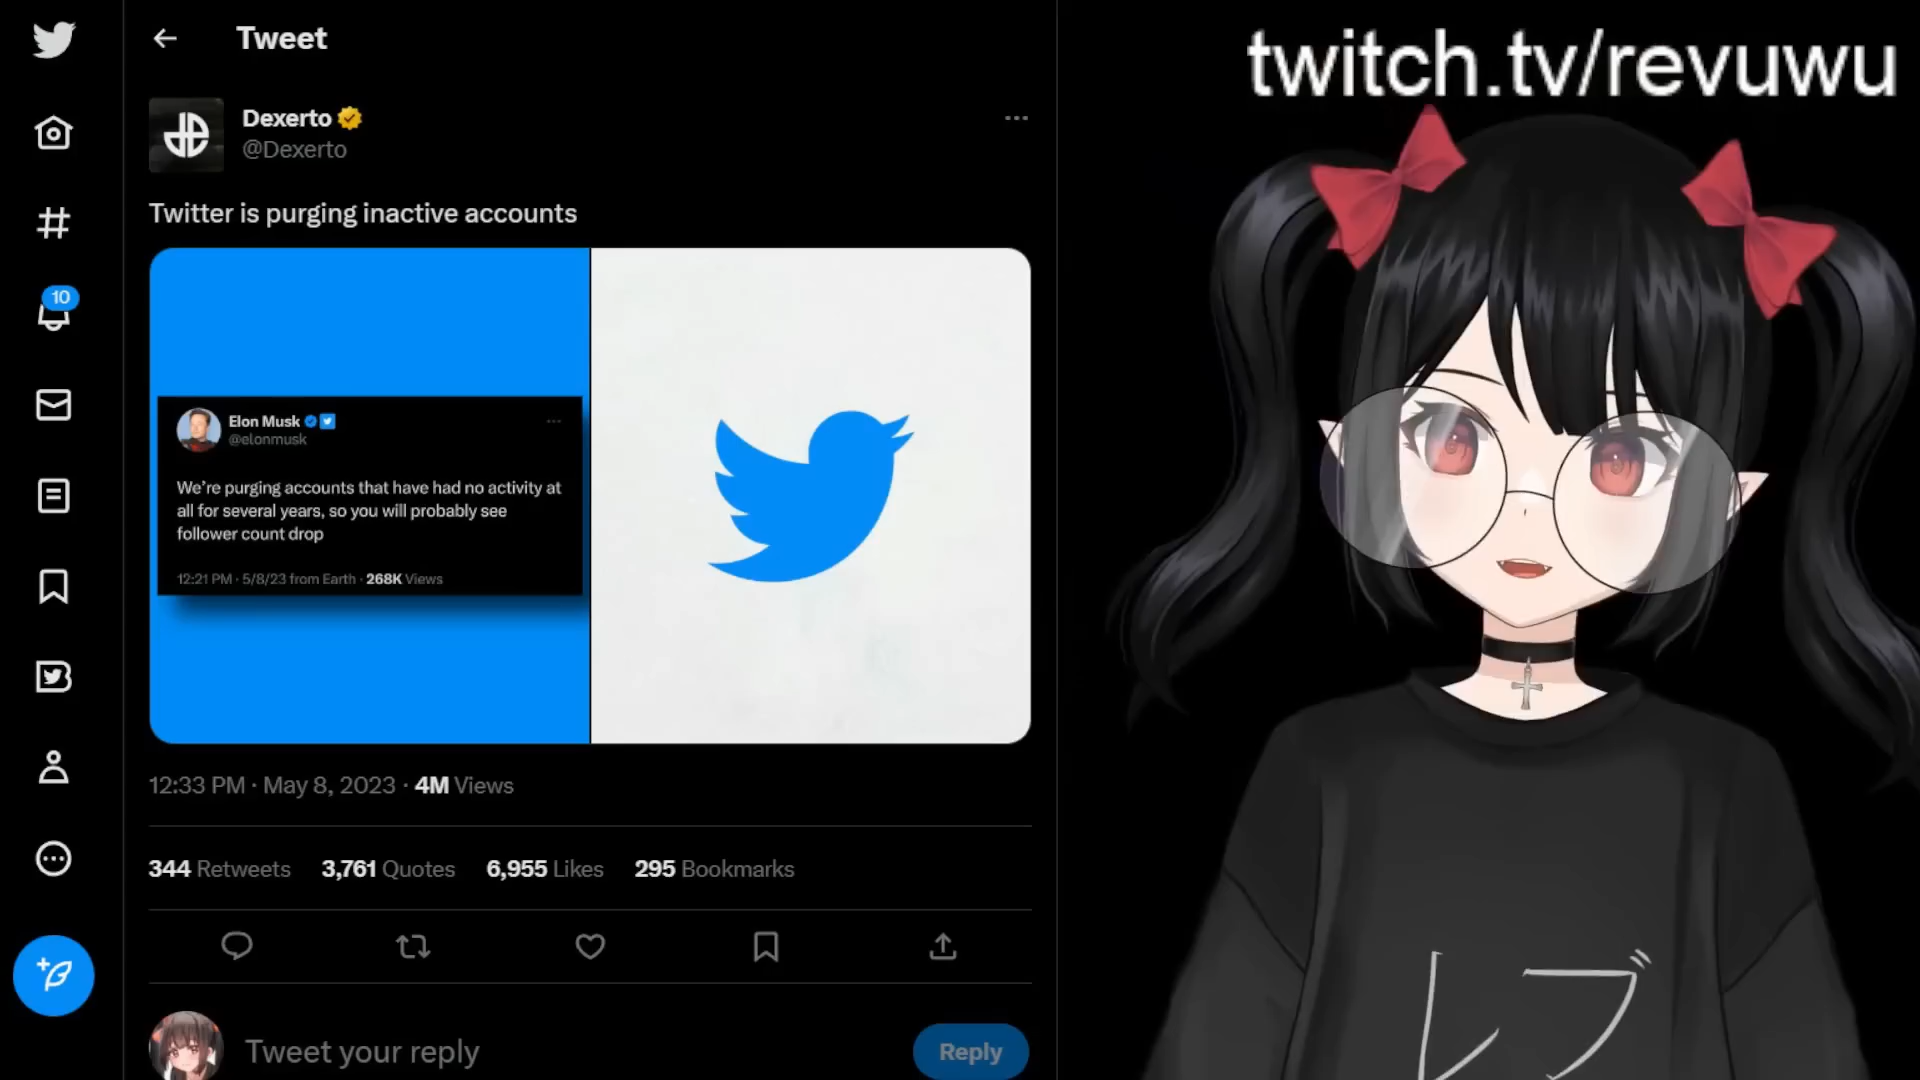 Tweet
twitch.tv/revuwu
Dexerto
@Dexerto
Twitter is purging inactive accounts
10
Elon Musk
@elonmusk
We're purging accounts that have had no activity at
all for several years, so you will probably see
follower count drop
12:21 PM · 5/8/23 from Earth · 268K Views
12:33 PM · May 8, 2023 · 4M Views
344 Retweets 3,761 Quotes 6,955 Likes 295 Bookmarks
Tweet your reply
Reply
レブ